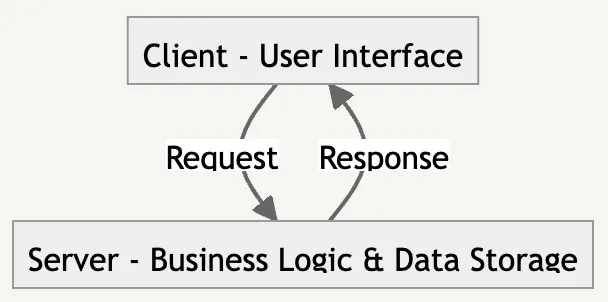 Client - User Interface
Request
Response
Server - Business Logic & Data Storage